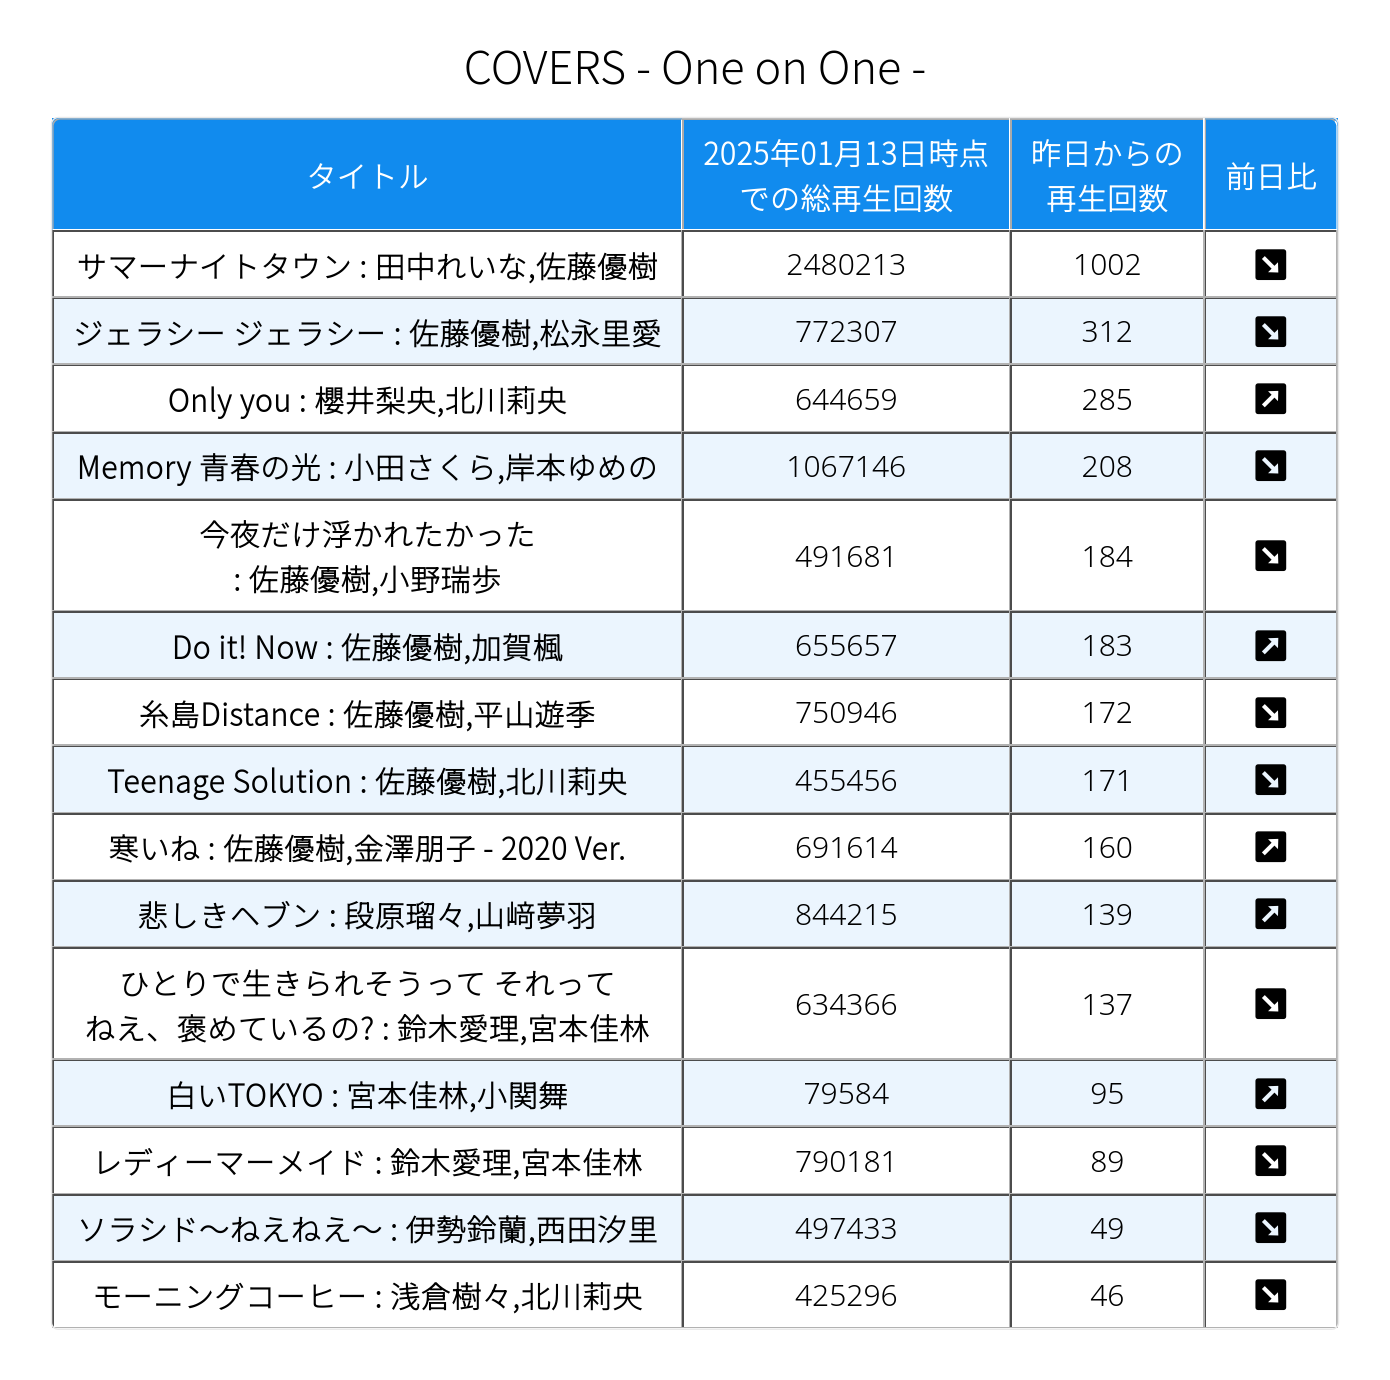 COVERS - One on One -
タイトル
2025年01月13日時点
での総再生回数
昨日からの
再生回数
前日比
サマーナイトタウン : 田中れいな,佐藤優樹
2480213
1002
ジェラシー ジェラシー : 佐藤優樹,松永里愛
772307
312
Only you : 櫻井梨央,北川莉央
644659
285
Memory 青春の光 : 小田さくら,岸本ゆめの
1067146
208
今夜だけ浮かれたかった
: 佐藤優樹,小野瑞歩
491681
184
Do it! Now : 佐藤優樹,加賀楓
655657
183
糸島Distance : 佐藤優樹,平山遊季
750946
172
Teenage Solution : 佐藤優樹,北川莉央
455456
171
寒いね : 佐藤優樹,金澤朋子 - 2020 Ver.
691614
160
悲しきヘブン : 段原瑠々,山﨑夢羽
844215
139
ひとりで生きられそうって それって
ねえ、褒めているの? : 鈴木愛理,宮本佳林
634366
137
白いTOKYO : 宮本佳林,小関舞
79584
95
レディーマーメイド : 鈴木愛理,宮本佳林
790181
89
ソラシド～ねえねえ～ : 伊勢鈴蘭,西田汐里
497433
49
モーニングコーヒー : 浅倉樹々,北川莉央
425296
46